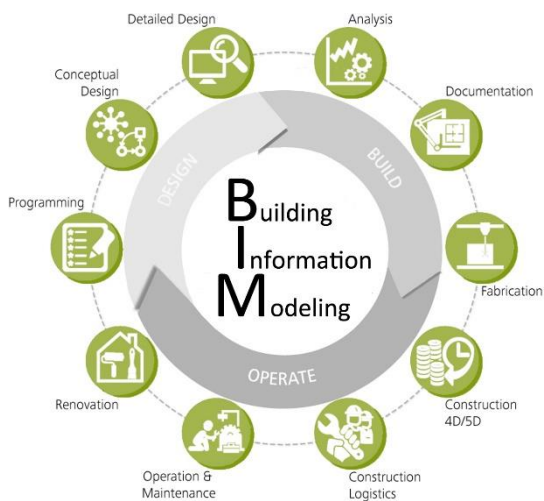 Detailed Design
Analysis
Conceptual
Design
Documentation
Programming
DESIGN
BUILD
Building
Information
Modeling
Fabrication
OPERATE
Renovation
Construction
4D/5D
Operation &
Maintenance
Construction
Logistics